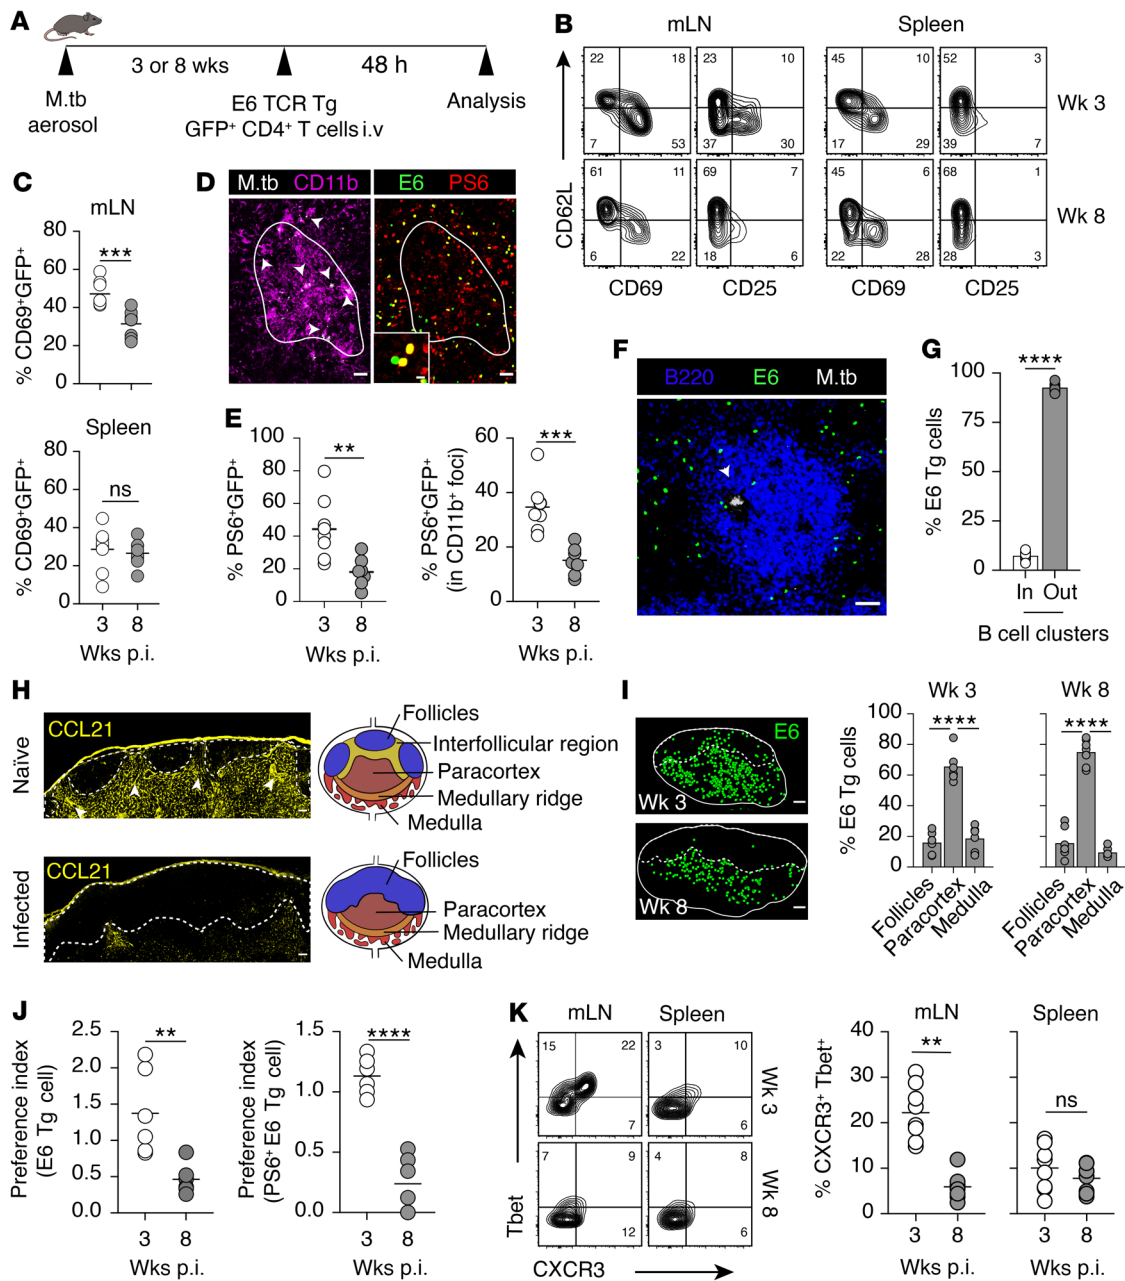 A
3 or 8 wks
48 h
M.tb
aerosol
E6 TCR Tg
GFP⁺ CD4⁺ T cells i.v
Analysis
B
mLN
Spleen
22 18
7 53
23 10
37 30
45 10
17 29
52 3
39 7
Wk 3
61 11
6 22
69 7
18 6
45 6
22 28
68 1
28 3
Wk 8
CD62L
CD69
CD25
CD69
CD25
C
mLN
% CD69⁺GFP⁺
80
60
40
20
0
***
Spleen
% CD69⁺GFP⁺
80
60
40
20
0
ns
3 8
Wks p.i.
D
M.tb CD11b
E6 PS6
E
% PS6⁺GFP⁺
100
80
60
40
20
0
**
3 8
Wks p.i.
% PS6⁺GFP⁺
(in CD11b⁺ foci)
60
40
20
0
***
3 8
Wks p.i.
F
B220 E6 M.tb
G
% E6 Tg cells
100
75
50
25
0
****
In Out
B cell clusters
H
Naïve
CCL21
Follicles
Interfollicular region
Paracortex
Medullary ridge
Medulla
Infected
CCL21
Follicles
Paracortex
Medullary ridge
Medulla
I
E6
Wk 3
Wk 8
% E6 Tg cells
Wk 3
100
80
60
40
20
0
****
Follicles
Paracortex
Medulla
Wk 8
****
Follicles
Paracortex
Medulla
J
Preference index
(E6 Tg cell)
2.5
2.0
1.5
1.0
0.5
0.0
**
3 8
Wks p.i.
Preference index
(PS6⁺ E6 Tg cell)
1.5
1.0
0.5
0.0
****
3 8
Wks p.i.
K
mLN
Spleen
15 22
7
3 10
6
Wk 3
7 9
12
4 8
6
Wk 8
Tbet
CXCR3
% CXCR3⁺ Tbet⁺
mLN
40
30
20
10
0
**
3 8
Wks p.i.
Spleen
ns
3 8
Wks p.i.